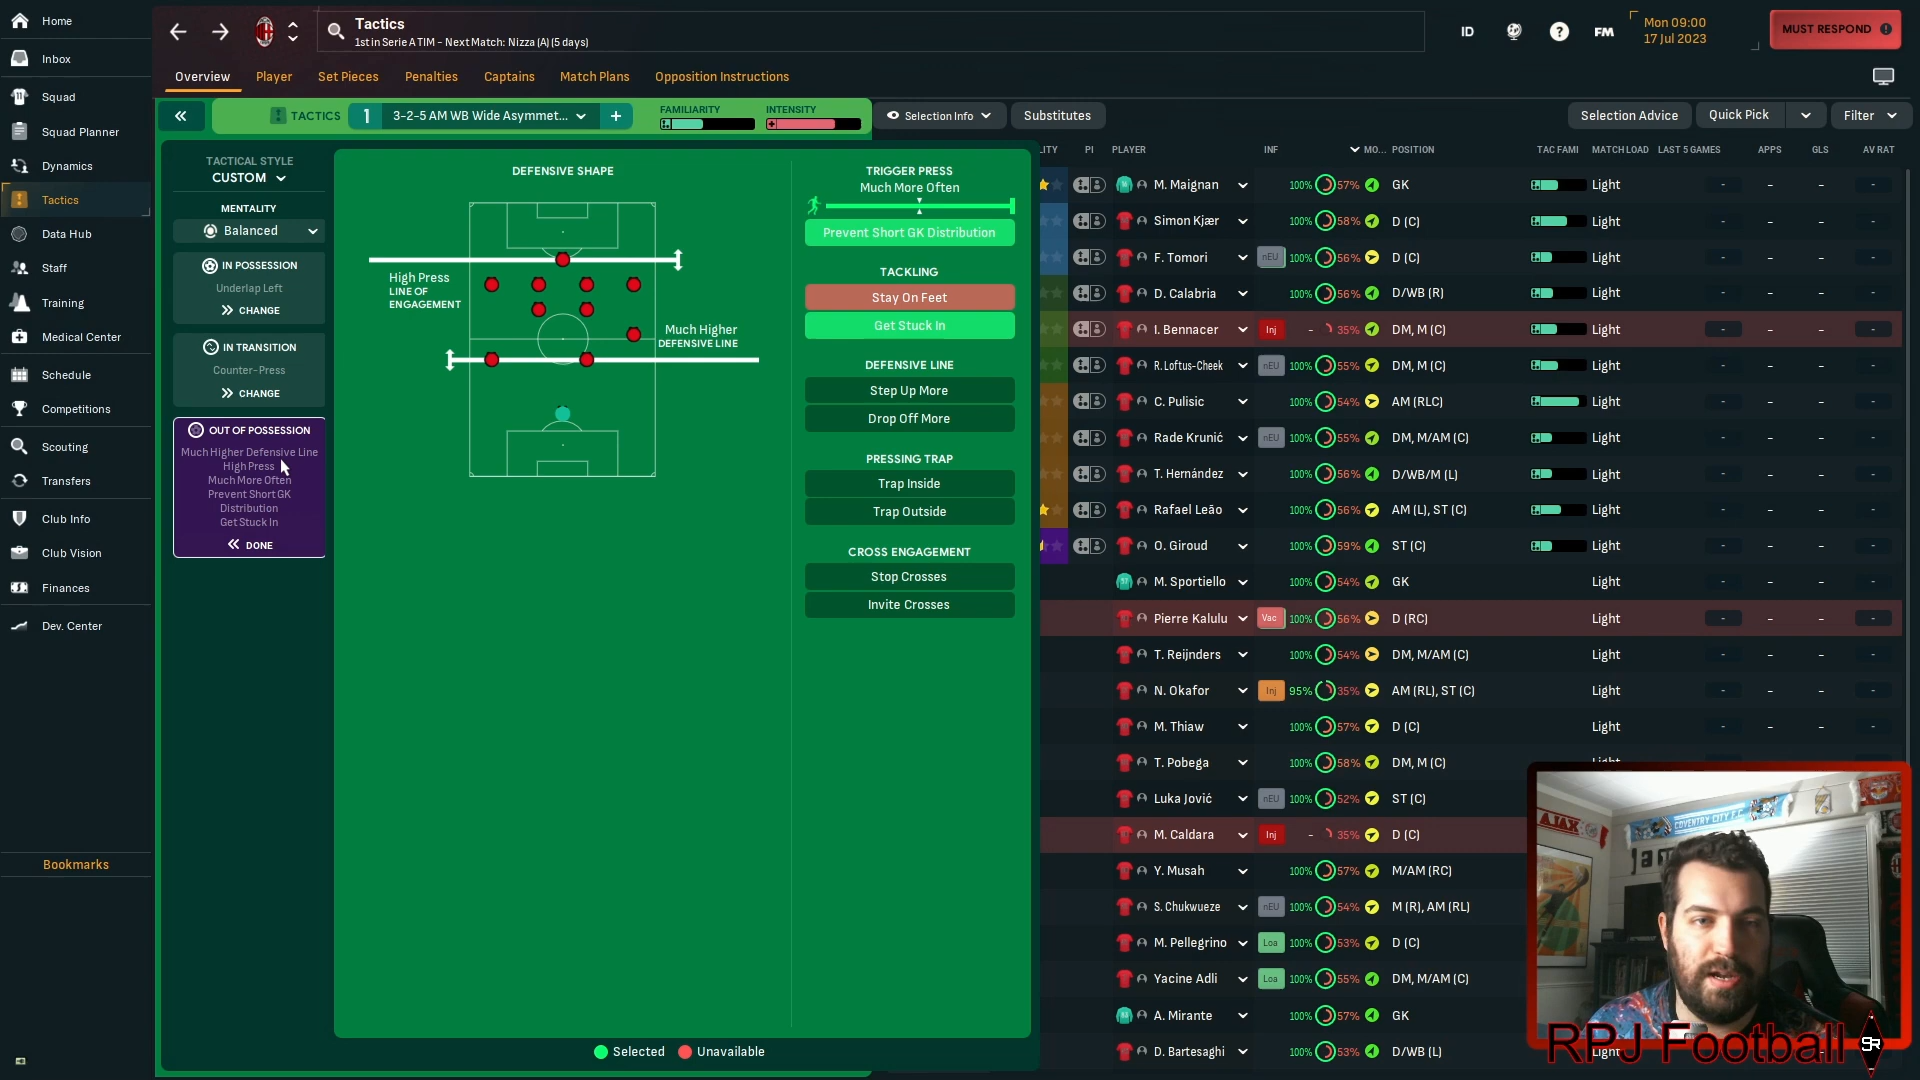 Home
Inbox
Squad
Squad Planner
Dynamics
Tactics
Data Hub
Staff
Training
Medical Center
Schedule
Competitions
Scouting
Transfers
Club Info
Club Vision
Finances
Dev. Center
Bookmarks
Tactics
1st in Serie A TIM - Next Match: Nizza (A) (5 days)
ID
?
FM
Mon 09:00
17 Jul 2023
MUST RESPOND
Overview
Player
Set Pieces
Penalties
Captains
Match Plans
Opposition Instructions
TACTICS
1
3-2-5 AM WB Wide Asymmet...
FAMILIARITY
INTENSITY
Selection Info
Substitutes
Selection Advice
Quick Pick
Filter
TACTICAL STYLE
CUSTOM
MENTALITY
Balanced
IN POSSESSION
Underlap Left
CHANGE
IN TRANSITION
Counter-Press
CHANGE
OUT OF POSSESSION
Much Higher Defensive Line
High Press
Much More Often
Prevent Short GK
Distribution
Get Stuck In
DONE
DEFENSIVE SHAPE
High Press
LINE OF
ENGAGEMENT
Much Higher
DEFENSIVE LINE
TRIGGER PRESS
Much More Often
Prevent Short GK Distribution
TACKLING
Stay On Feet
Get Stuck In
DEFENSIVE LINE
Step Up More
Drop Off More
PRESSING TRAP
Trap Inside
Trap Outside
CROSS ENGAGEMENT
Stop Crosses
Invite Crosses
Selected
Unavailable
LITY PI PLAYER INF MO... POSITION TAC FAMI MATCH LOAD LAST 5 GAMES APPS GLS AV RAT
M. Maignan 100% 57% GK Light - - - -
Simon Kjær 100% 58% D (C) Light - - - -
F. Tomori nEU 100% 56% D (C) Light - - - -
D. Calabria 100% 56% D/WB (R) Light - - - -
I. Bennacer Inj - 35% DM, M (C) Light - - - -
R. Loftus-Cheek nEU 100% 55% DM, M (C) Light - - - -
C. Pulisic 100% 54% AM (RLC) Light - - - -
Rade Krunić nEU 100% 55% DM, M/AM (C) Light - - - -
T. Hernández 100% 56% D/WB/M (L) Light - - - -
Rafael Leão 100% 56% AM (L), ST (C) Light - - - -
O. Giroud 100% 59% ST (C) Light - - - -
M. Sportiello 100% 54% GK Light - - - -
Pierre Kalulu Vac 100% 56% D (RC) Light - - - -
T. Reijnders 100% 54% DM, M/AM (C) Light - - - -
N. Okafor Inj 95% 35% AM (RL), ST (C) Light - - - -
M. Thiaw 100% 57% D (C) Light - - - -
T. Pobega 100% 58% DM, M (C) Light
Luka Jović nEU 100% 52% ST (C)
M. Caldara Inj - 35% D (C)
Y. Musah 100% 57% M/AM (RC)
S. Chukwueze nEU 100% 54% M (R), AM (RL)
M. Pellegrino Loa 100% 53% D (C)
Yacine Adli Loa 100% 55% DM, M/AM (C)
A. Mirante 100% 57% GK
D. Bartesaghi 100% 53% D/WB (L) Light
AJAX
COVENTRY CITY F.C.
RPJ Football